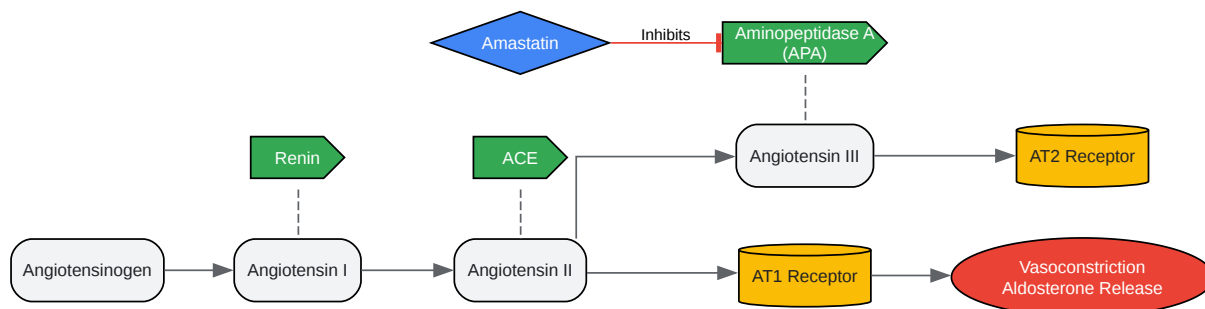 Amastatin
Inhibits
Aminopeptidase A
(APA)
Renin
ACE
Angiotensin III
AT2 Receptor
Angiotensinogen
Angiotensin I
Angiotensin II
AT1 Receptor
Vasoconstriction
Aldosterone Release